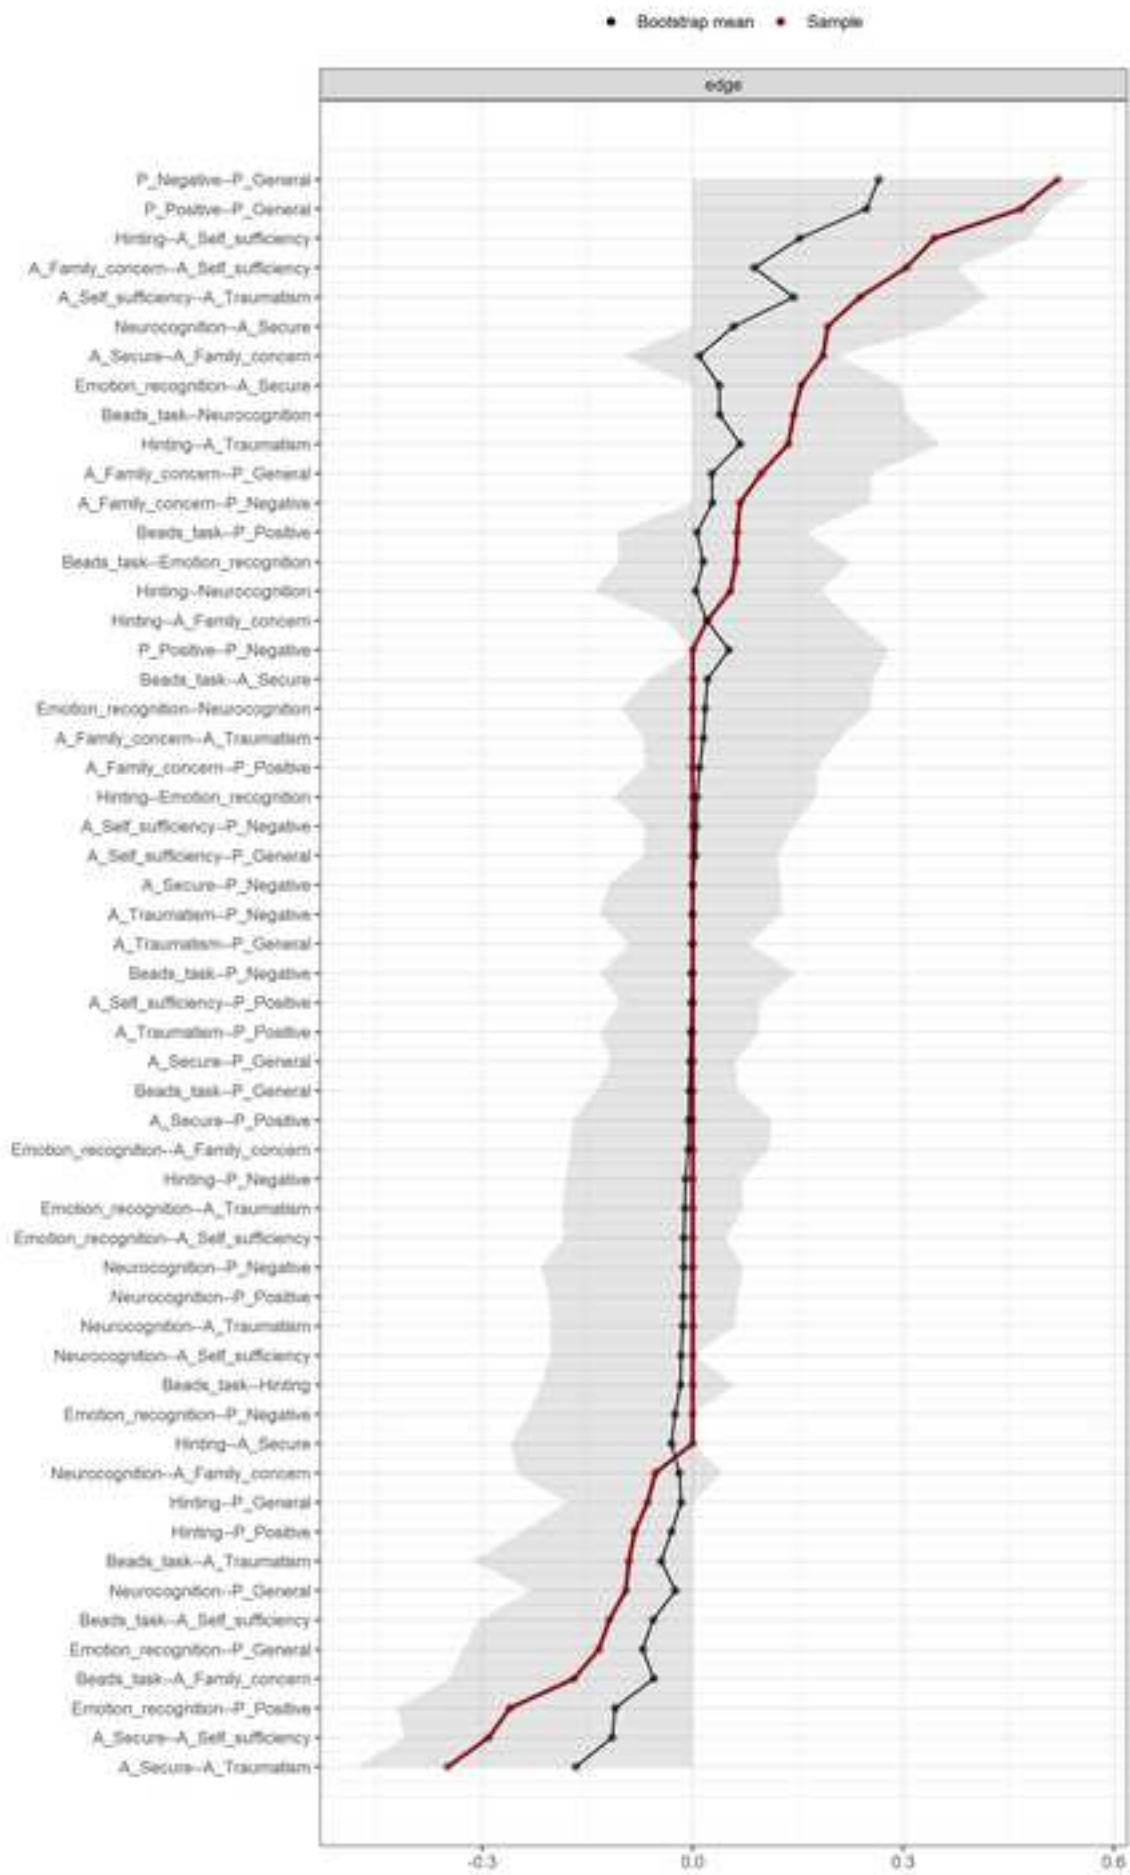 Bootstrap mean Sample
edge
P_Negative--P_General
P_Positive--P_General
Hinting--A_Self_sufficiency
A_Family_concern--A_Self_sufficiency
A_Self_sufficiency--A_Traumatism
Neurocognition--A_Secure
A_Secure--A_Family_concern
Emotion_recognition--A_Secure
Beads_task--Neurocognition
Hinting--A_Traumatism
A_Family_concern--P_General
A_Family_concern--P_Negative
Beads_task--P_Positive
Beads_task--Emotion_recognition
Hinting--Neurocognition
Hinting--A_Family_concern
P_Positive--P_Negative
Beads_task--A_Secure
Emotion_recognition--Neurocognition
A_Family_concern--A_Traumatism
A_Family_concern--P_Positive
Hinting--Emotion_recognition
A_Self_sufficiency--P_Negative
A_Self_sufficiency--P_General
A_Secure--P_Negative
A_Traumatism--P_Negative
A_Traumatism--P_General
Beads_task--P_Negative
A_Self_sufficiency--P_Positive
A_Traumatism--P_Positive
A_Secure--P_General
Beads_task--P_General
A_Secure--P_Positive
Emotion_recognition--A_Family_concern
Hinting--P_Negative
Emotion_recognition--A_Traumatism
Emotion_recognition--A_Self_sufficiency
Neurocognition--P_Negative
Neurocognition--P_Positive
Neurocognition--A_Traumatism
Neurocognition--A_Self_sufficiency
Beads_task--Hinting
Emotion_recognition--P_Negative
Hinting--A_Secure
Neurocognition--A_Family_concern
Hinting--P_General
Hinting--P_Positive
Beads_task--A_Traumatism
Neurocognition--P_General
Beads_task--A_Self_sufficiency
Emotion_recognition--P_General
Beads_task--A_Family_concern
Emotion_recognition--P_Positive
A_Secure--A_Self_sufficiency
A_Secure--A_Traumatism
-0.3 0.0 0.3 0.6